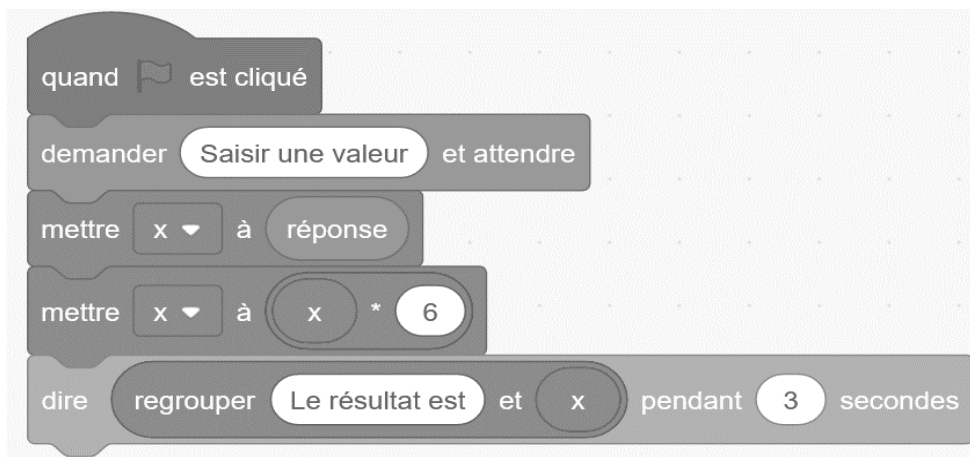 quand est cliqué
demander Saisir une valeur et attendre
mettre x à réponse
mettre x à x * 6
dire regrouper Le résultat est et x pendant 3 secondes